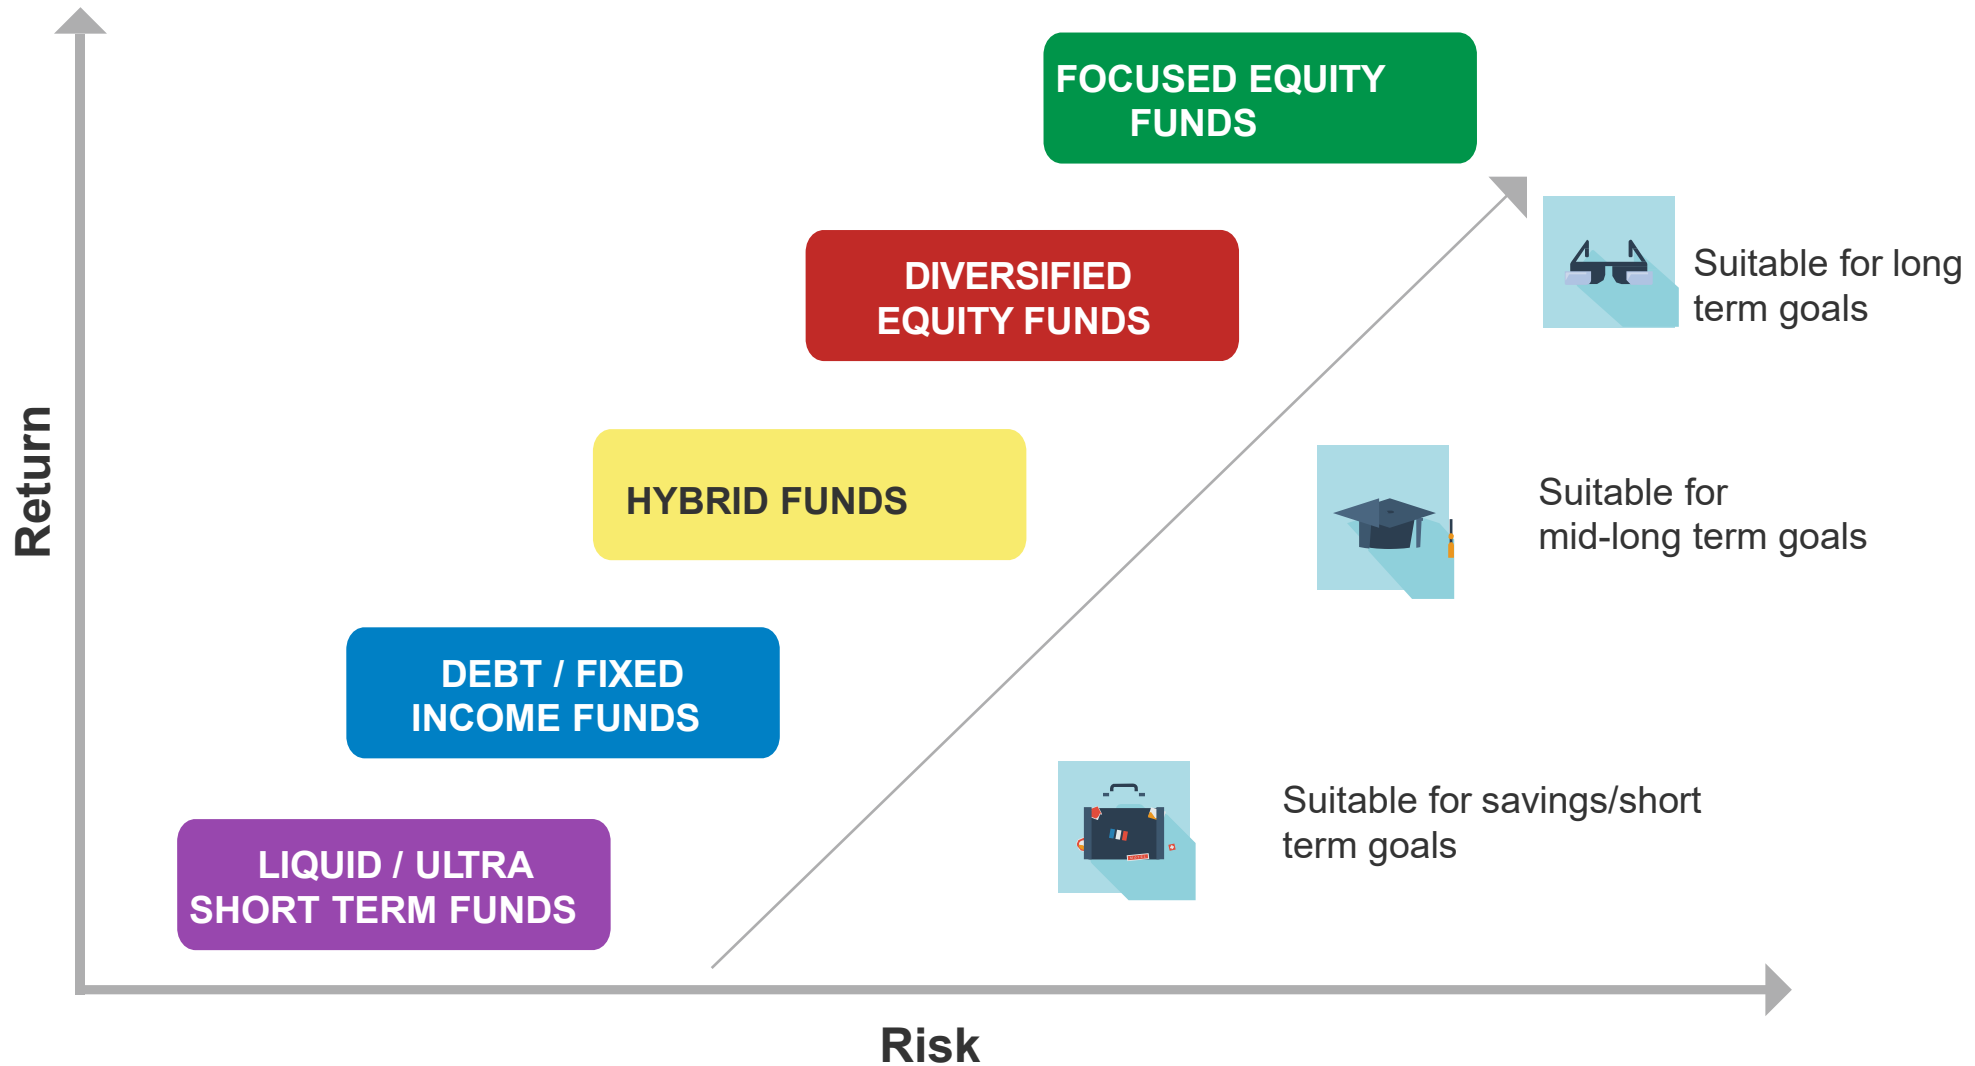 FOCUSED EQUITY
FUNDS
DIVERSIFIED
EQUITY FUNDS
Suitable for long
term goals
Return
HYBRID FUNDS
Suitable for
mid-long term goals
DEBT / FIXED
INCOME FUNDS
Suitable for savings/short
term goals
LIQUID / ULTRA
SHORT TERM FUNDS
Risk